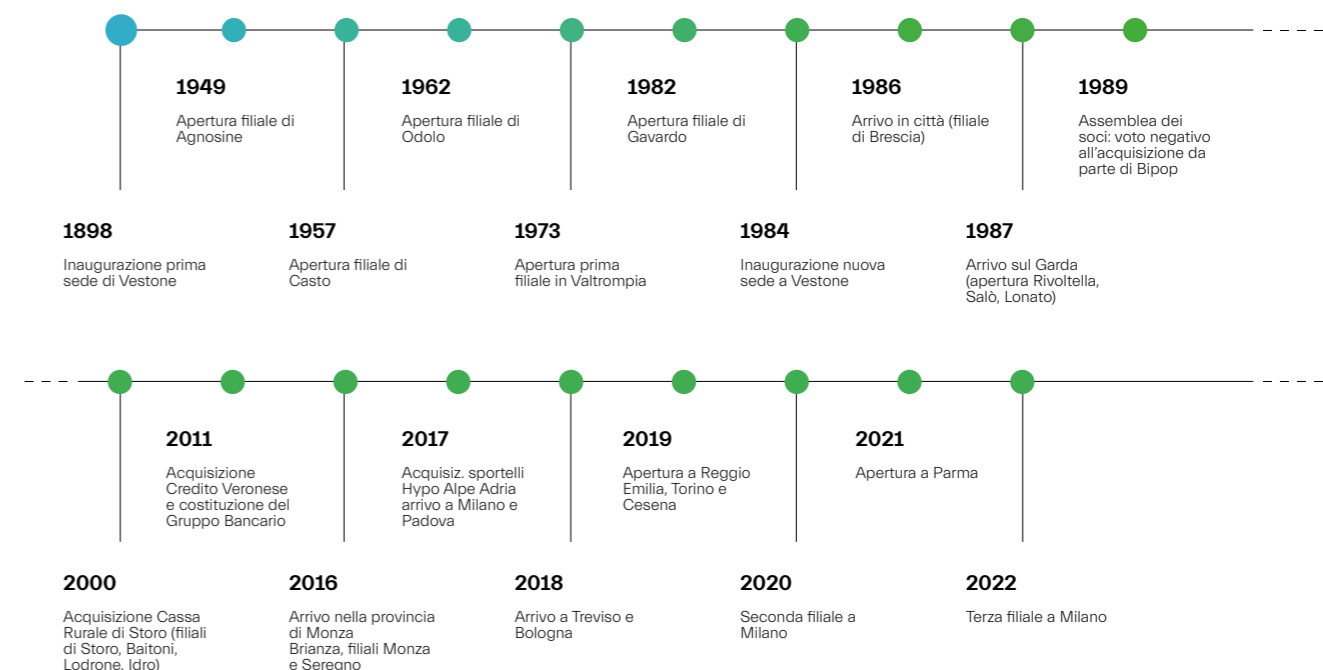 1949
Apertura filiale di
Agnosine
1962
Apertura filiale di
Odolo
1982
Apertura filiale di
Gavardo
1986
Arrivo in città (filiale
di Brescia)
1989
Assemblea dei
soci: voto negativo
all'acquisizione da
parte di Bipop
1898
Inaugurazione prima
sede di Vestone
1957
Apertura filiale di
Casto
1973
Apertura prima
filiale in Valtrompia
1984
Inaugurazione nuova
sede a Vestone
1987
Arrivo sul Garda
(apertura Rivoltella,
Salò, Lonato)
2011
Acquisizione
Credito Veronese
e costituzione del
Gruppo Bancario
2017
Acquisiz. sportelli
Hypo Alpe Adria
arrivo a Milano e
Padova
2019
Apertura a Reggio
Emilia, Torino e
Cesena
2021
Apertura a Parma
2000
Acquisizione Cassa
Rurale di Storo (filiali
di Storo, Baitoni,
Lodrone, Idro)
2016
Arrivo nella provincia
di Monza
Brianza, filiali Monza
e Seregno
2018
Arrivo a Treviso e
Bologna
2020
Seconda filiale a
Milano
2022
Terza filiale a Milano